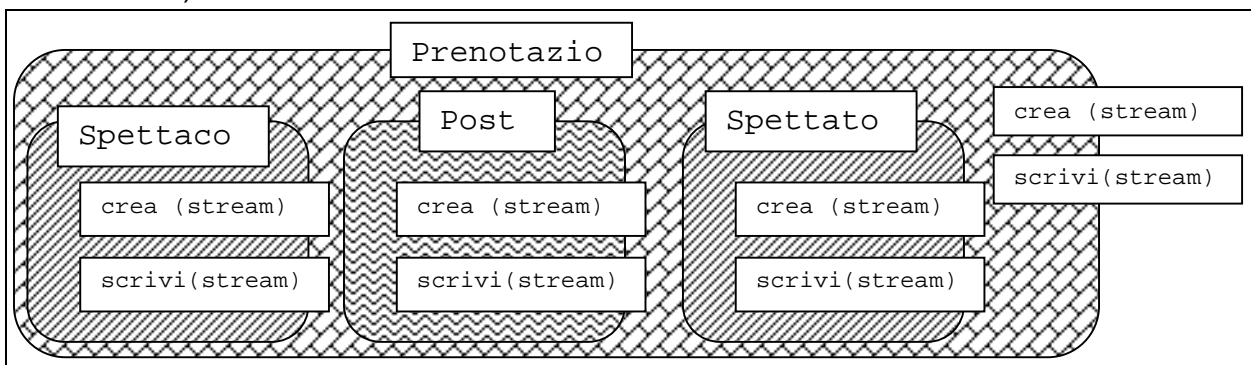 Prenotazio
Spettaco
crea (stream)
scrivi(stream)
Post
crea (stream)
scrivi(stream)
Spettato
crea (stream)
scrivi(stream)
crea (stream)
scrivi(stream)